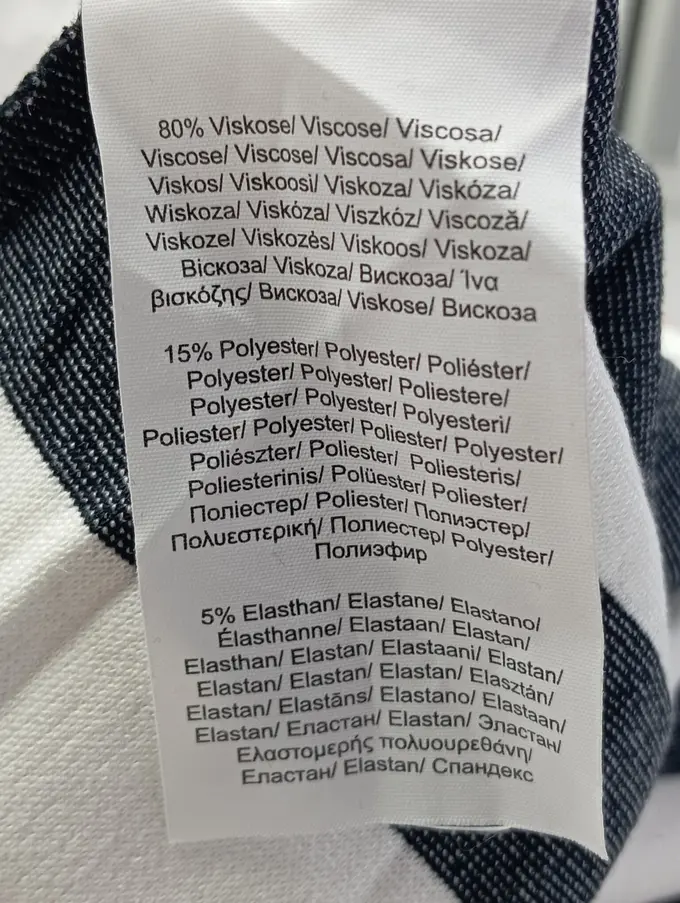 80% Viskose/ Viscose/ Viscosa/
Viscose/ Viscose/ Viscosa/ Viskose/
Viskos/ Viskoosi/ Viskoza/ Viskóza/
Wiskoza/ Viskóza/ Viszkóz/ Viscoză/
Viskoze/ Viskozės/ Viskoos/ Viskoza/
Віскоза/ Viskoza/ Вискоза/ Ίνα
βισκόζης/ Вискоза/ Viskose/ Вискоза
15% Polyester/ Polyester/ Poliéster/
Polyester/ Polyester/ Poliestere/
Polyester/ Polyester/ Polyesteri/
Poliester/ Polyester/ Poliester/ Polyester/
Poliészter/ Poliester/ Poliesteris/
Poliesterinis/ Polüester/ Poliester/
Поліестер/ Poliester/ Полиэстер/
Πολυεστερική/ Полиестер/ Polyester/
Полиэфир
5% Elasthan/ Elastane/ Elastano/
Élasthanne/ Elastaan/ Elastan/
Elasthan/ Elastan/ Elastaani/ Elastan/
Elastan/ Elastan/ Elastan/ Elasztán/
Elastan/ Elastāns/ Elastano/ Elastaan/
Elastan/ Еластан/ Elastan/ Эластан/
Ελαστομερής πολυουρεθάνη/
Еластан/ Elastan/ Спандекс